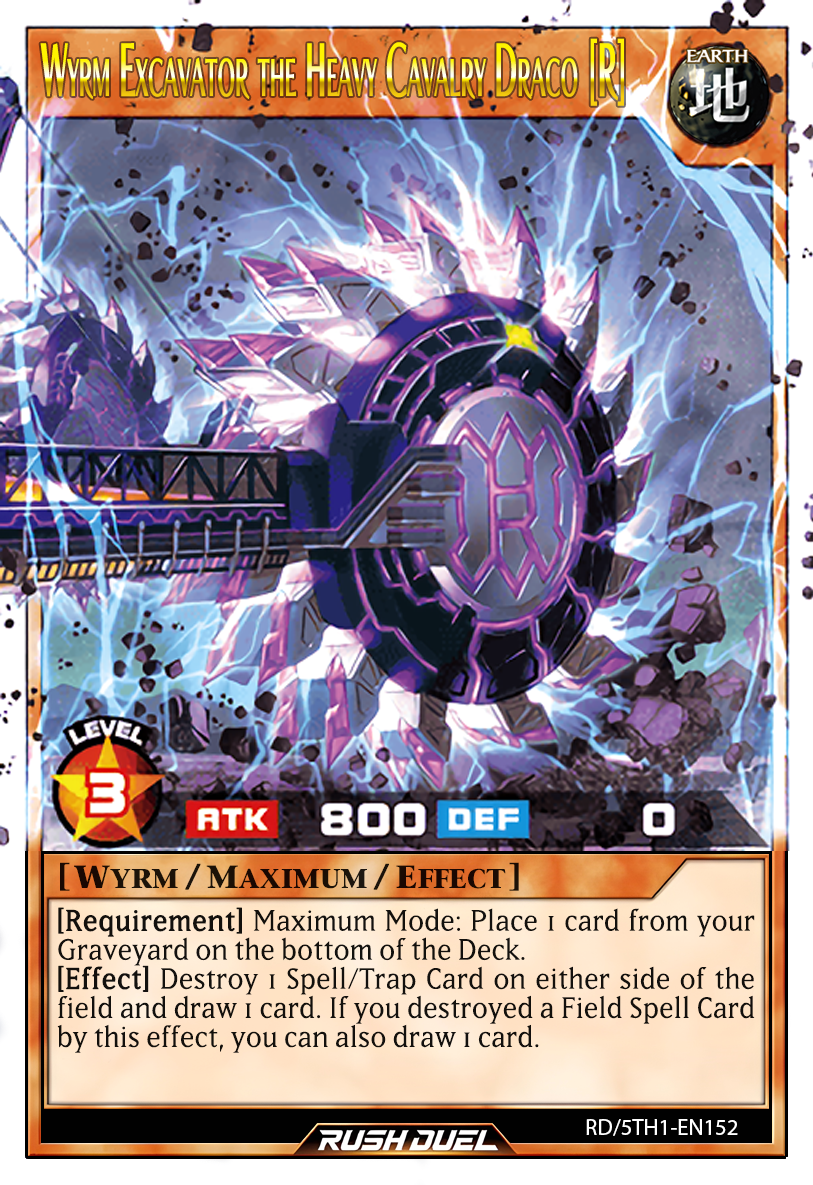 Wyrm Excavator the Heavy Cavalry Draco [R]
EARTH
地
LEVEL
3
ATK 800 DEF 0
[Wyrm / Maximum / Effect]
[Requirement] Maximum Mode: Place 1 card from your
Graveyard on the bottom of the Deck.
[Effect] Destroy 1 Spell/Trap Card on either side of the
field and draw 1 card. If you destroyed a Field Spell Card
by this effect, you can also draw 1 card.
RD/5TH1-EN152
RUSH DUEL